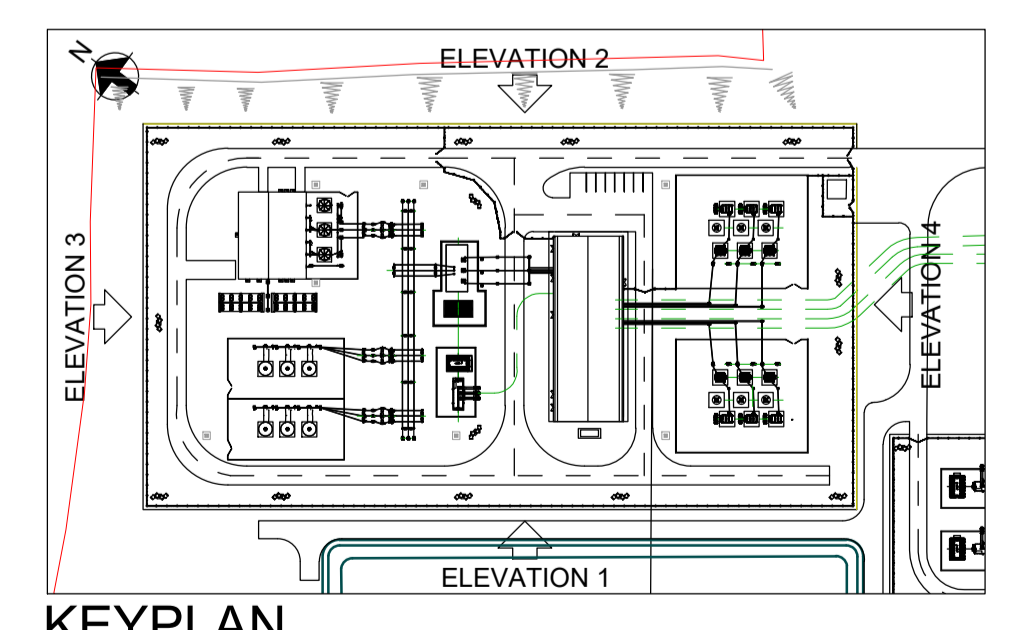 N
ELEVATION 2
ELEVATION 3
ELEVATION 4
ELEVATION 1
KEYPLAN